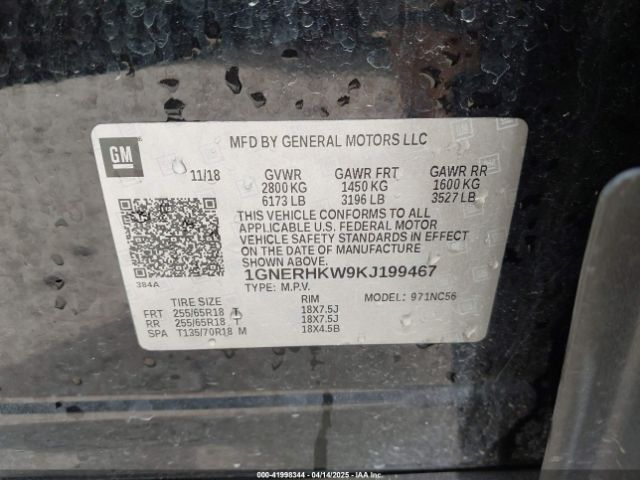 GM
MFD BY GENERAL MOTORS LLC
11/18 GVWR GAWR FRT GAWR RR
2800 KG 1450 KG 1600 KG
6173 LB 3196 LB 3527 LB
THIS VEHICLE CONFORMS TO ALL
APPLICABLE U.S. FEDERAL MOTOR
VEHICLE SAFETY STANDARDS IN EFFECT
ON THE DATE OF MANUFACTURE
SHOWN ABOVE.
384A
1GNERHKW9KJ199467
TYPE: M.P.V. MODEL: 971NC56
TIRE SIZE RIM
FRT 255/65R18 T 18X7.5J
RR 255/65R18 T 18X7.5J
SPA T135/70R18 M 18X4.5B
IAA 41998344 — 04/14/2025 — IAAI.COM